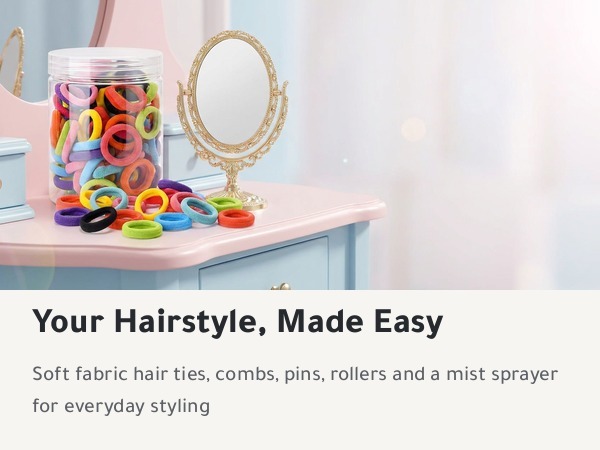 Your Hairstyle, Made Easy
Soft fabric hair ties, combs, pins, rollers and a mist sprayer
for everyday styling